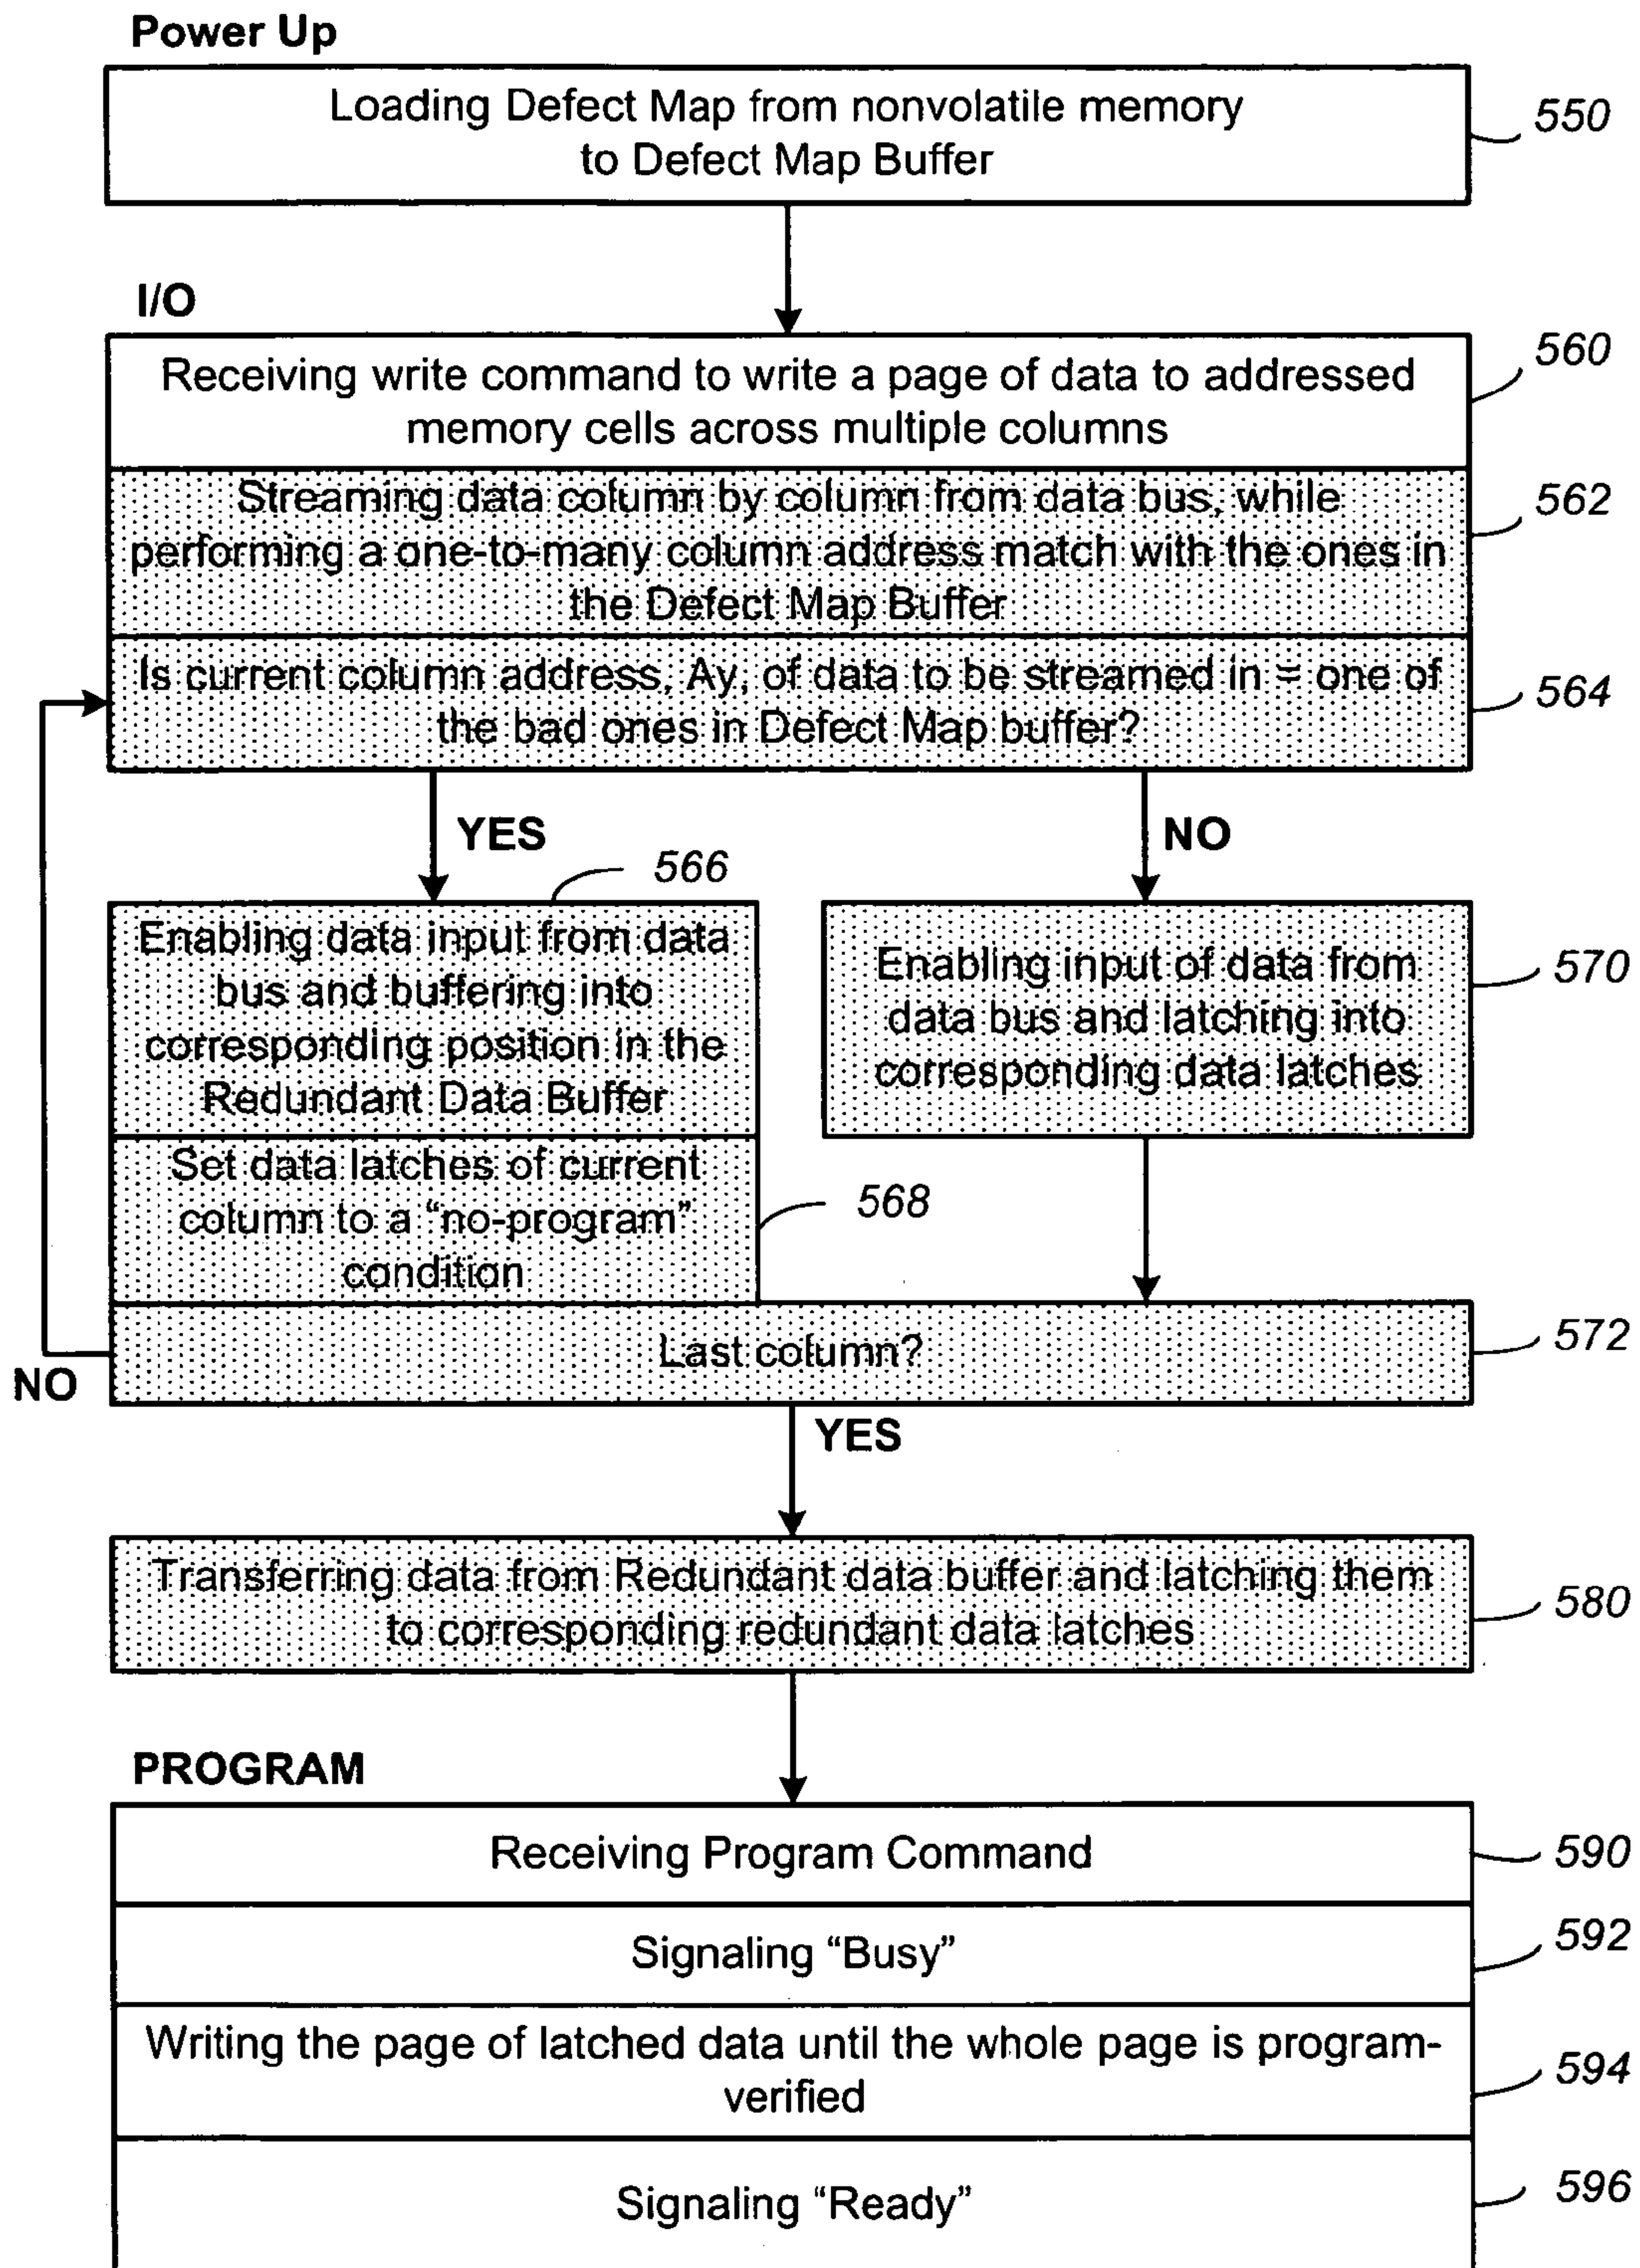 Power Up
Loading Defect Map from nonvolatile memory
to Defect Map Buffer
550
I/O
Receiving write command to write a page of data to addressed
memory cells across multiple columns
560
Streaming data column by column from data bus, while
performing a one-to-many column address match with the ones in
the Defect Map Buffer
562
Is current column address, Ay, of data to be streamed in = one of
the bad ones in Defect Map buffer?
564
YES
NO
566
Enabling data input from data
bus and buffering into
corresponding position in the
Redundant Data Buffer
Enabling input of data from
data bus and latching into
corresponding data latches
570
Set data latches of current
column to a “no-program”
condition
568
Last column?
572
NO
YES
Transferring data from Redundant data buffer and latching them
to corresponding redundant data latches
580
PROGRAM
Receiving Program Command
590
Signaling “Busy”
592
Writing the page of latched data until the whole page is program-
verified
594
Signaling “Ready”
596